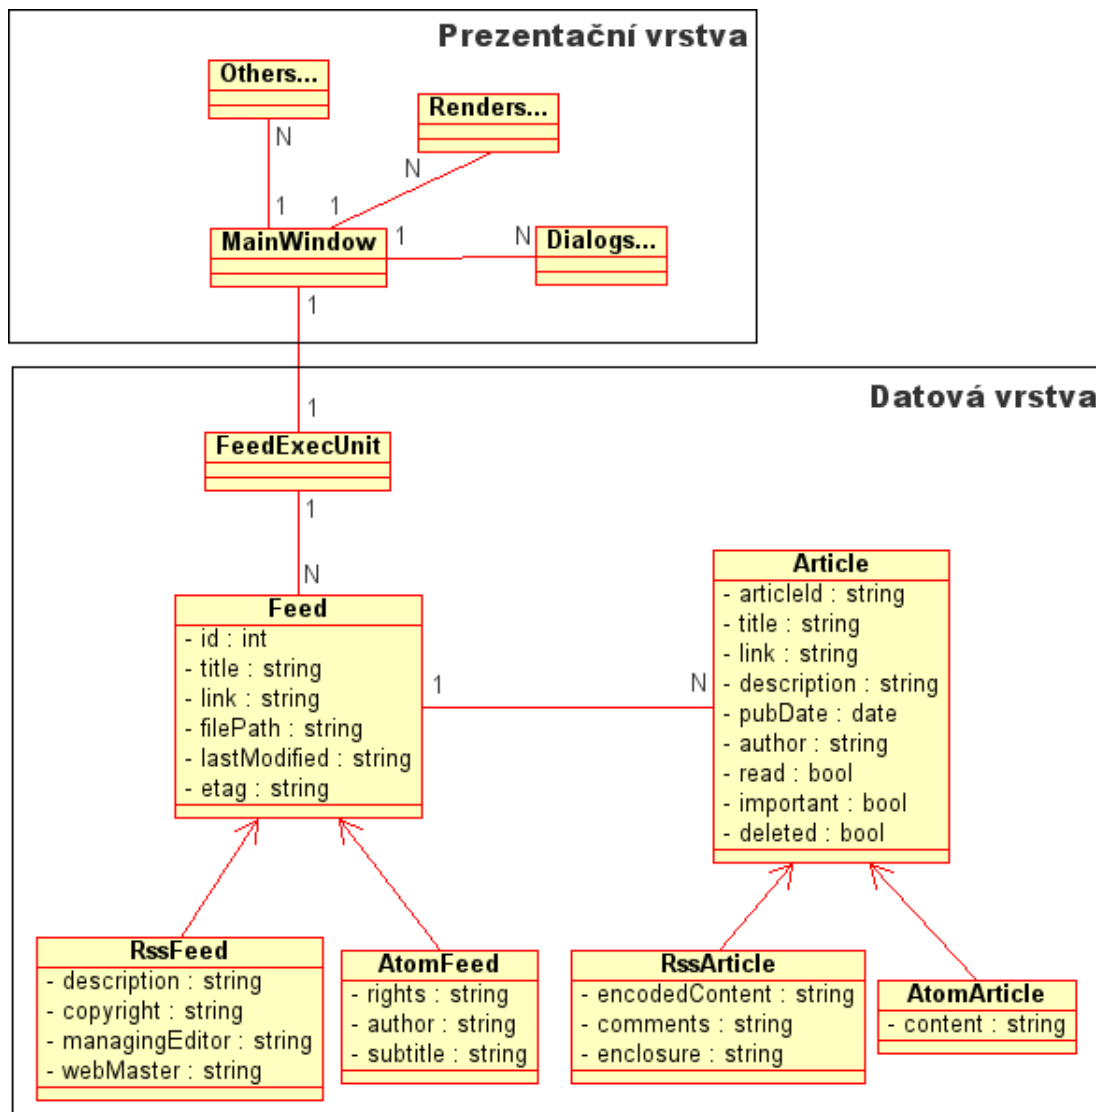 Prezentační vrstva
Others...
Renders...
N
N
1
1
MainWindow
1
N
Dialogs...
1
Datová vrstva
1
FeedExecUnit
1
N
Feed
- id : int
- title : string
- link : string
- filePath : string
- lastModified : string
- etag : string
1
N
Article
- articleId : string
- title : string
- link : string
- description : string
- pubDate : date
- author : string
- read : bool
- important : bool
- deleted : bool
RssFeed
- description : string
- copyright : string
- managingEditor : string
- webMaster : string
AtomFeed
- rights : string
- author : string
- subtitle : string
RssArticle
- encodedContent : string
- comments : string
- enclosure : string
AtomArticle
- content : string